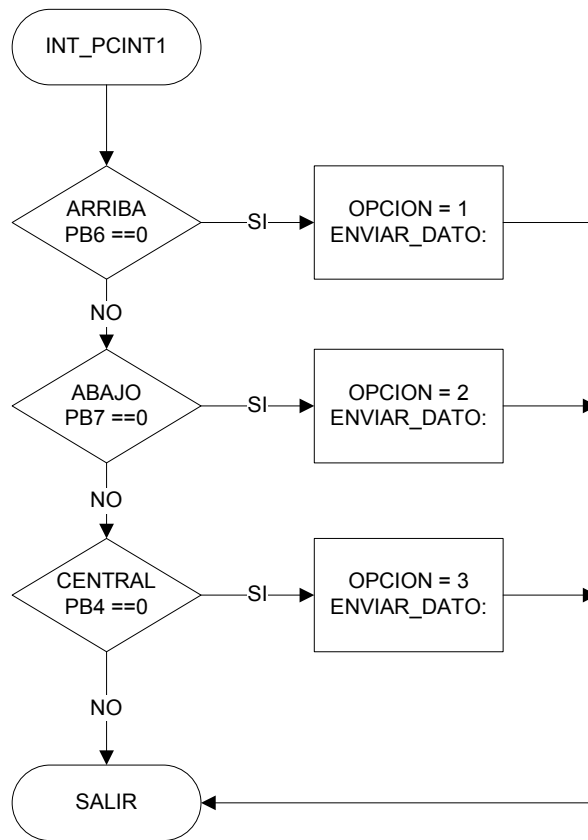 INT_PCINT1
ARRIBA
PB6 ==0
SI
OPCION = 1
ENVIAR_DATO:
NO
ABAJO
PB7 ==0
SI
OPCION = 2
ENVIAR_DATO:
NO
CENTRAL
PB4 ==0
SI
OPCION = 3
ENVIAR_DATO:
NO
SALIR